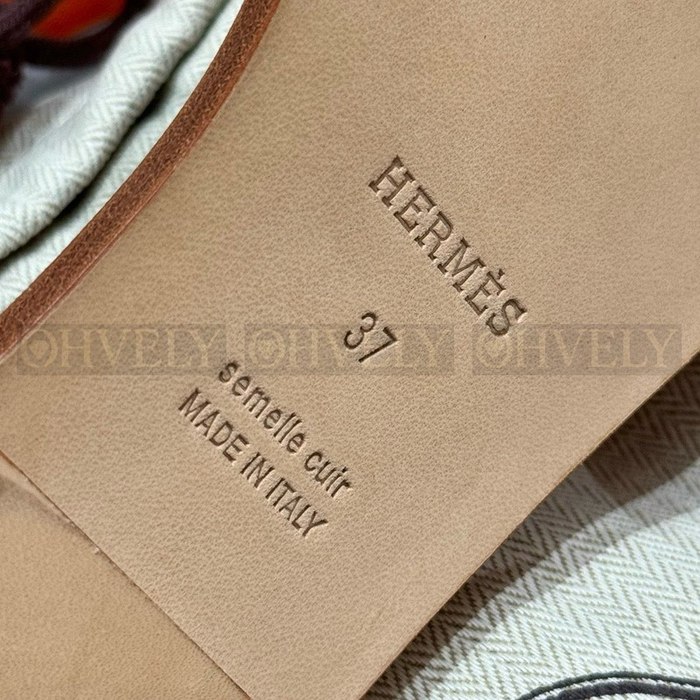 HERMÈS
37
semelle cuir
MADE IN ITALY
OHVELY OHVELY OHVELY